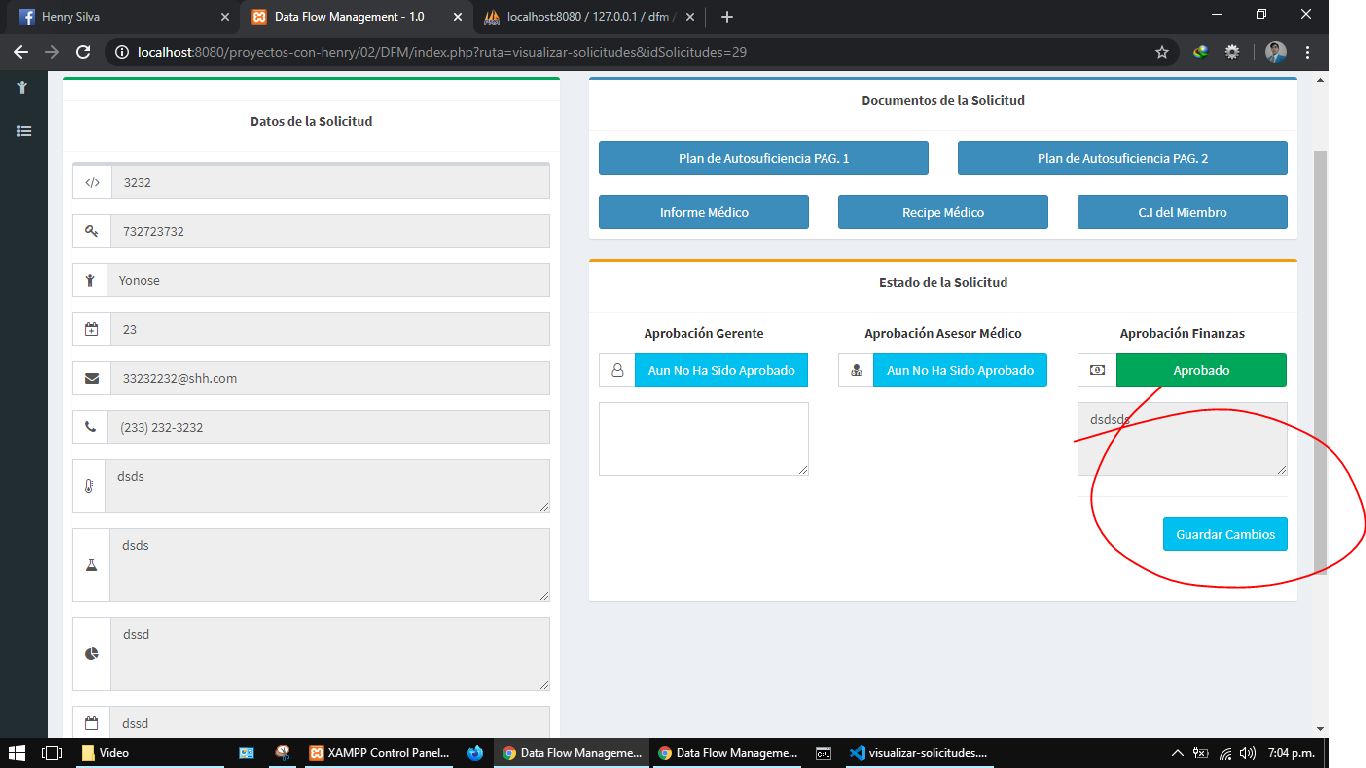 Henry Silva
Data Flow Management - 1.0
localhost:8080 / 127.0.0.1 / dfm /
localhost:8080/proyectos-con-henry/02/DFM/index.php?ruta=visualizar-solicitudes&idSolicitudes=29
Datos de la Solicitud
3232
732723732
Yonose
23
33232232@shh.com
(233) 232-3232
dsds
dsds
dssd
dssd
Documentos de la Solicitud
Plan de Autosuficiencia PAG. 1
Plan de Autosuficiencia PAG. 2
Informe Médico
Recipe Médico
C.I del Miembro
Estado de la Solicitud
Aprobación Gerente
Aun No Ha Sido Aprobado
Aprobación Asesor Médico
Aun No Ha Sido Aprobado
Aprobación Finanzas
Aprobado
dsdsds
Guardar Cambios
Video
XAMPP Control Panel...
Data Flow Manageme...
Data Flow Manageme...
visualizar-solicitudes....
7:04 p.m.